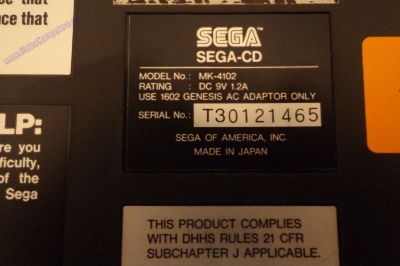 ce that
LP:
re you
ficulty,
of the
Sega
SEGA
SEGA-CD
MODEL No.: MK-4102
RATING : DC 9V 1.2A
USE 1602 GENESIS AC ADAPTOR ONLY
SERIAL No.: T30121465
SEGA OF AMERICA, INC.
MADE IN JAPAN
THIS PRODUCT COMPLIES
WITH DHHS RULES 21 CFR
SUBCHAPTER J APPLICABLE.